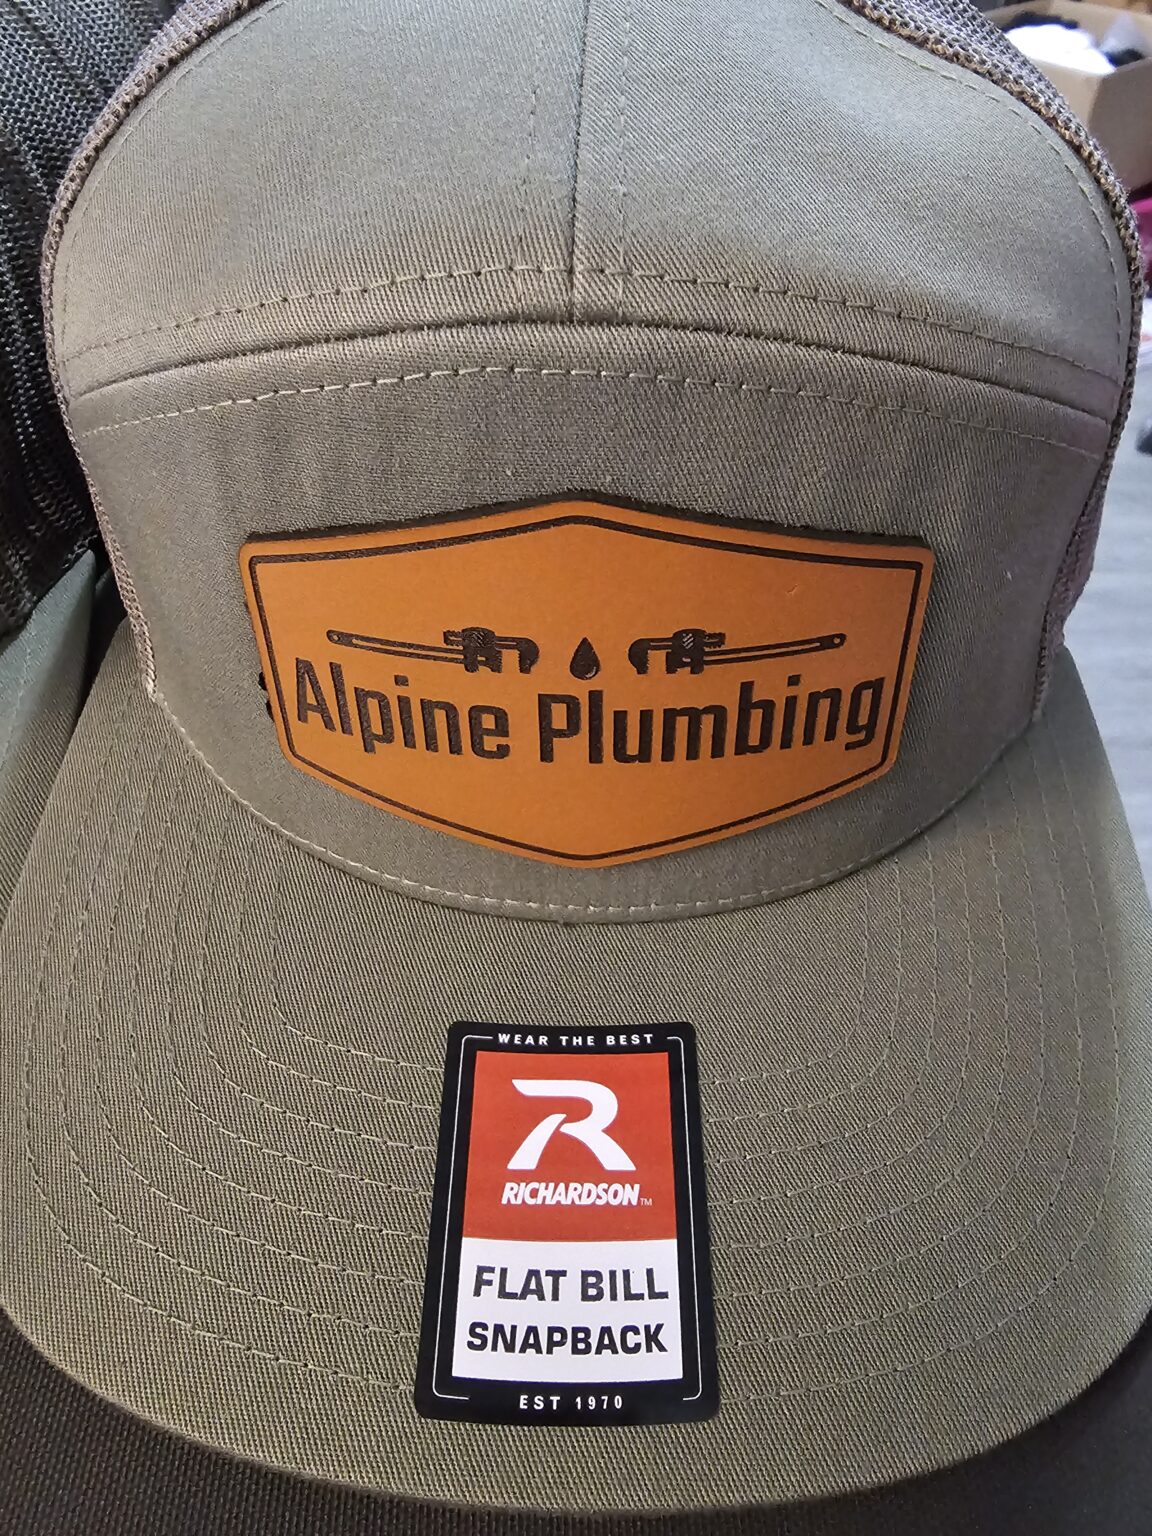 Alpine Plumbing
WEAR THE BEST
R
RICHARDSON™
FLAT BILL
SNAPBACK
EST 1970